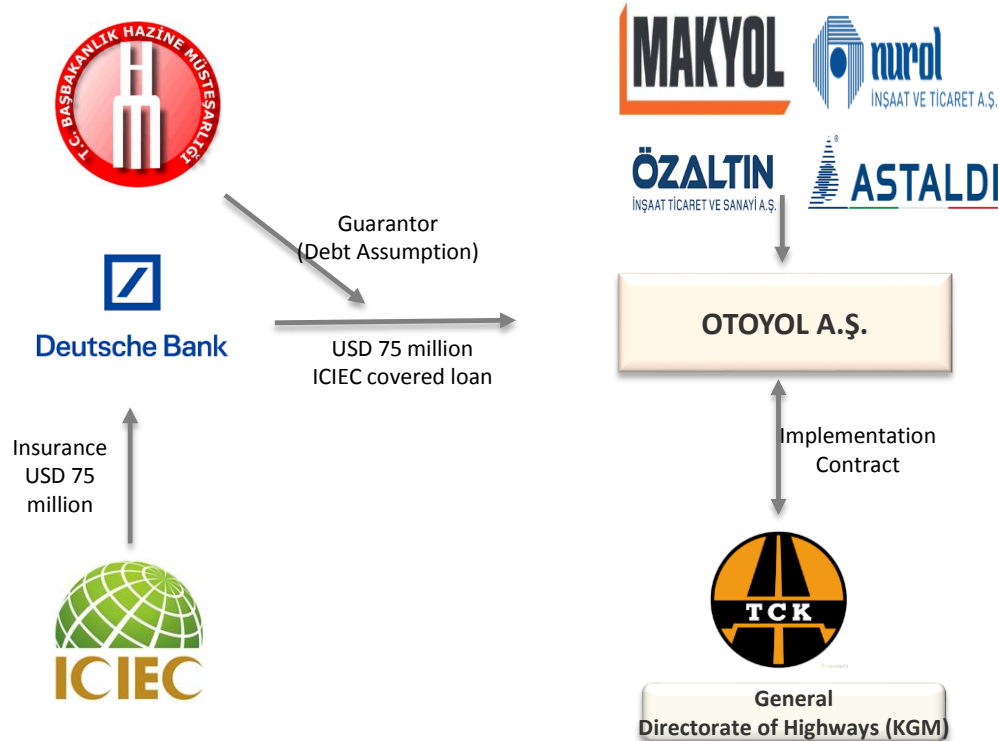 T.C. BAŞBAKANLIK HAZİNE MÜSTEŞARLIĞI
MAKYOL
nurol
İNŞAAT VE TİCARET A.Ş.
ÖZALTIN
İNŞAAT TİCARET VE SANAYİ A.Ş.
ASTALDI
Guarantor
(Debt Assumption)
Deutsche Bank
USD 75 million
ICIEC covered loan
OTOYOL A.Ş.
Insurance
USD 75
million
Implementation
Contract
ICIEC
TCK
General
Directorate of Highways (KGM)